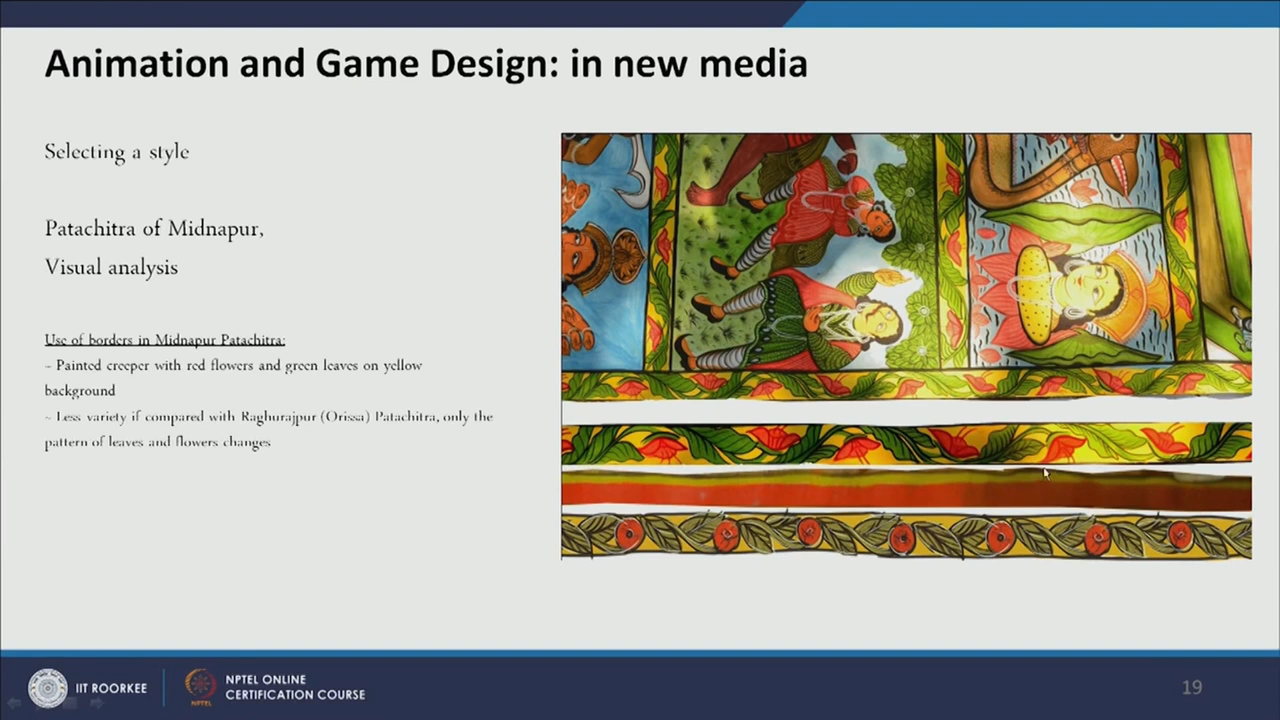 Animation and Game Design: in new media
Selecting a style
Patachitra of Midnapur,
Visual analysis
Use of borders in Midnapur Patachitra:
~ Painted creeper with red flowers and green leaves on yellow
background
~ Less variety if compared with Raghurajpur (Orissa) Patachitra, only the
pattern of leaves and flowers changes
IIT ROORKEE
NPTEL
NPTEL ONLINE
CERTIFICATION COURSE
19